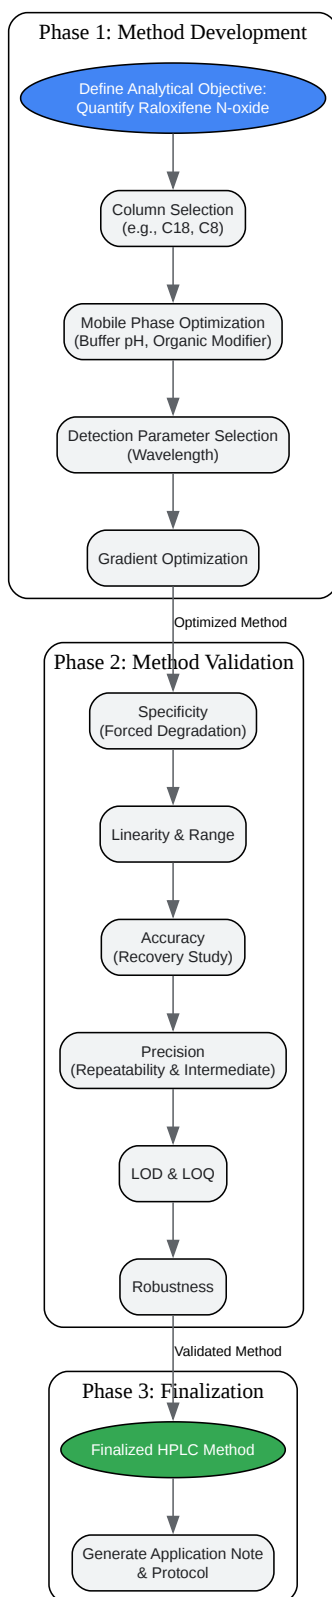 Phase 1: Method Development
Define Analytical Objective:
Quantify Raloxifene N-oxide
Column Selection
(e.g., C18, C8)
Mobile Phase Optimization
(Buffer pH, Organic Modifier)
Detection Parameter Selection
(Wavelength)
Gradient Optimization
Optimized Method
Phase 2: Method Validation
Specificity
(Forced Degradation)
Linearity & Range
Accuracy
(Recovery Study)
Precision
(Repeatability & Intermediate)
LOD & LOQ
Robustness
Validated Method
Phase 3: Finalization
Finalized HPLC Method
Generate Application Note
& Protocol